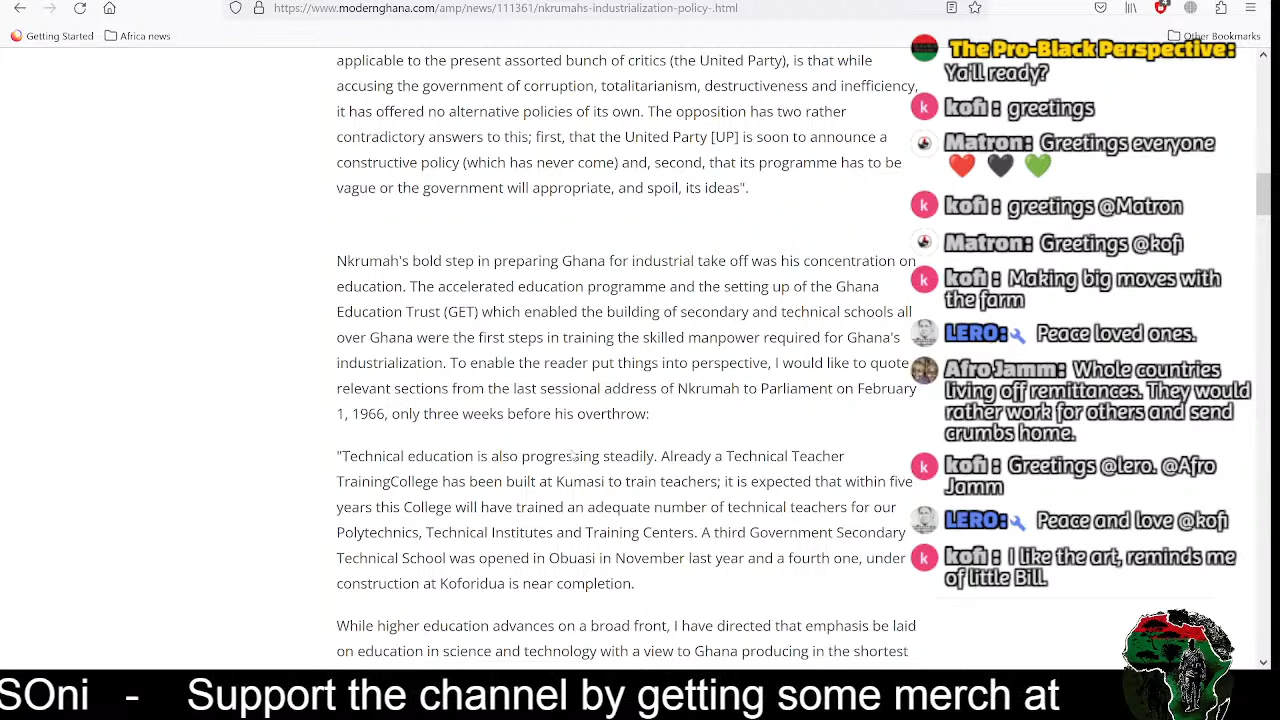 https://www.modernghana.com/amp/news/111361/nkrumahs-industrialization-policy-.html
4
Getting Started
Africa news
Other Bookmarks
applicable to the present assorted bunch of critics (the United Party), is that while
accusing the government of corruption, totalitarianism, destructiveness and inefficiency,
it has offered no alternative policies of its own. The opposition has two rather
contradictory answers to this; first, that the United Party [UP] is soon to announce a
constructive policy (which has never come) and, second, that its programme has to be
vague or the government will appropriate, and spoil, its ideas".
Nkrumah's bold step in preparing Ghana for industrial take off was his concentration on
education. The accelerated education programme and the setting up of the Ghana
Education Trust (GET) which enabled the building of secondary and technical schools all
over Ghana were the first steps in training the skilled manpower required for Ghana's
industrialization. To enable the reader put things into perspective, I would like to quote
relevant sections from the last sessional address of Nkrumah to Parliament on February
1, 1966, only three weeks before his overthrow:
"Technical education is also progressing steadily. Already a Technical Teacher
TrainingCollege has been built at Kumasi to train teachers; it is expected that within five
years this College will have trained an adequate number of technical teachers for our
Polytechnics, Technical Institutes and Training Centers. A third Government Secondary
Technical School was opened in Obuasi in November last year and a fourth one, under
construction at Koforidua is near completion.
While higher education advances on a broad front, I have directed that emphasis be laid
on education in science and technology with a view to Ghana producing in the shortest
The Pro-Black Perspective :
Ya'll ready?
k kofi : greetings
Matron: Greetings everyone
❤️ 🖤 💚
k kofi : greetings @Matron
Matron: Greetings @kofi
k kofi : Making big moves with
the farm
LERO: Peace loved ones.
Afro Jamm: Whole countries
living off remittances. They would
rather work for others and send
crumbs home.
k kofi : Greetings @lero. @Afro
Jamm
LERO: Peace and love @kofi
k kofi : I like the art, reminds me
of little Bill.
SOni - Support the channel by getting some merch at